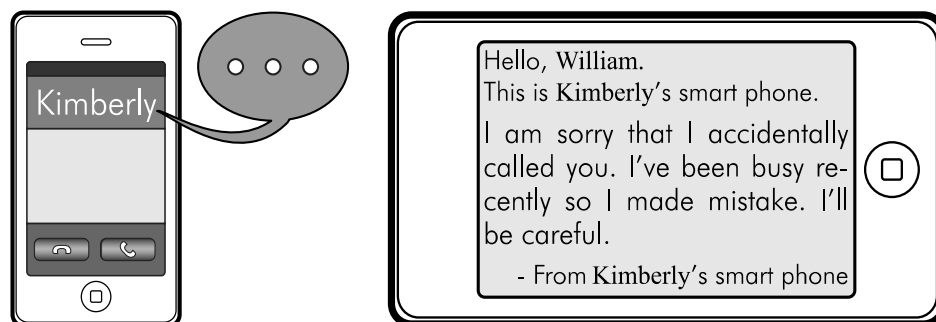 Kimberly
Hello, William.
This is Kimberly's smart phone.
I am sorry that I accidentally
called you. I've been busy re-
cently so I made mistake. I'll
be careful.
- From Kimberly's smart phone